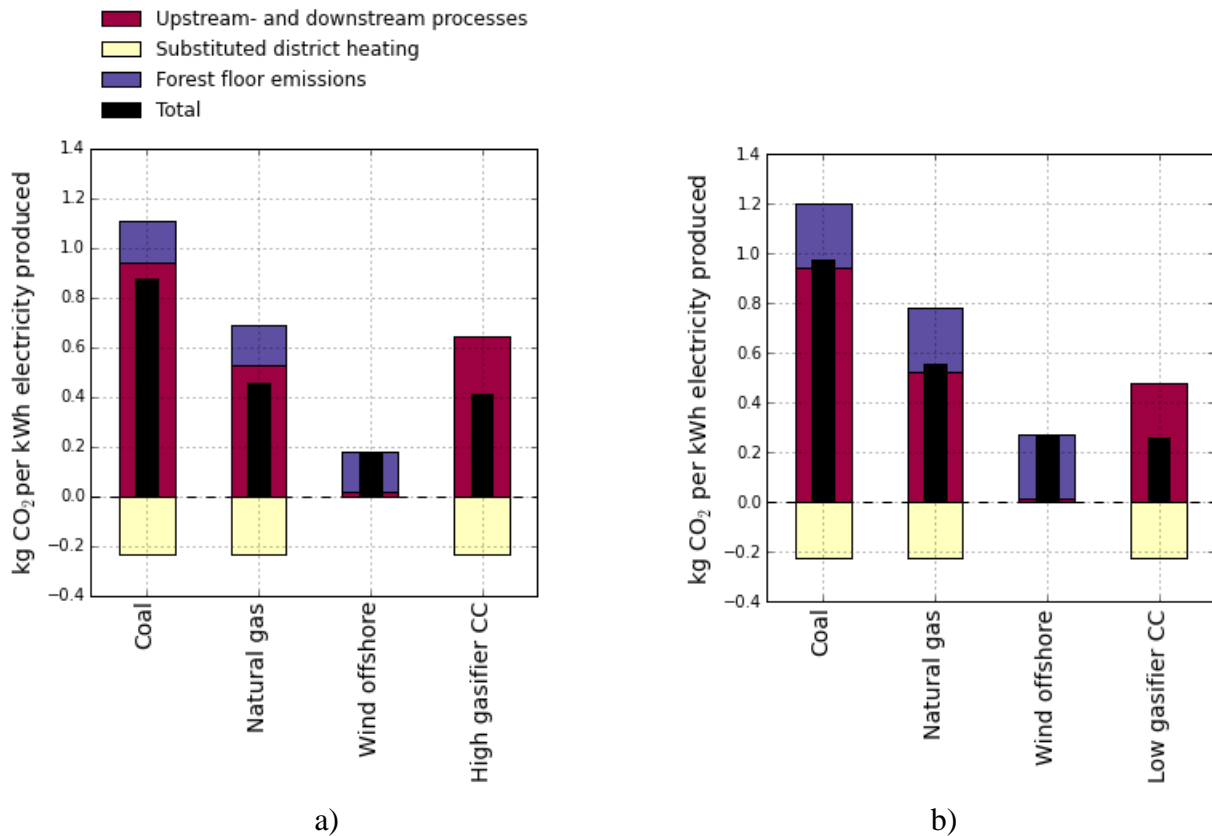 Upstream- and downstream processes
Substituted district heating
Forest floor emissions
Total
kg CO₂ per kWh electricity produced
1.4
1.2
1.0
0.8
0.6
0.4
0.2
0.0
−0.2
−0.4
Coal
Natural gas
Wind offshore
High gasifier CC
a)
kg CO₂ per kWh electricity produced
1.4
1.2
1.0
0.8
0.6
0.4
0.2
0.0
−0.2
−0.4
Coal
Natural gas
Wind offshore
Low gasifier CC
b)